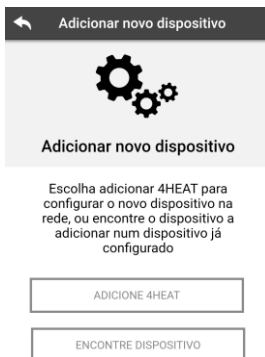 Adicionar novo dispositivo
Adicionar novo dispositivo
Escolha adicionar 4HEAT para
configurar o novo dispositivo na
rede, ou encontre o dispositivo a
adicionar num dispositivo já
configurado
ADICIONE 4HEAT
ENCONTRE DISPOSITIVO